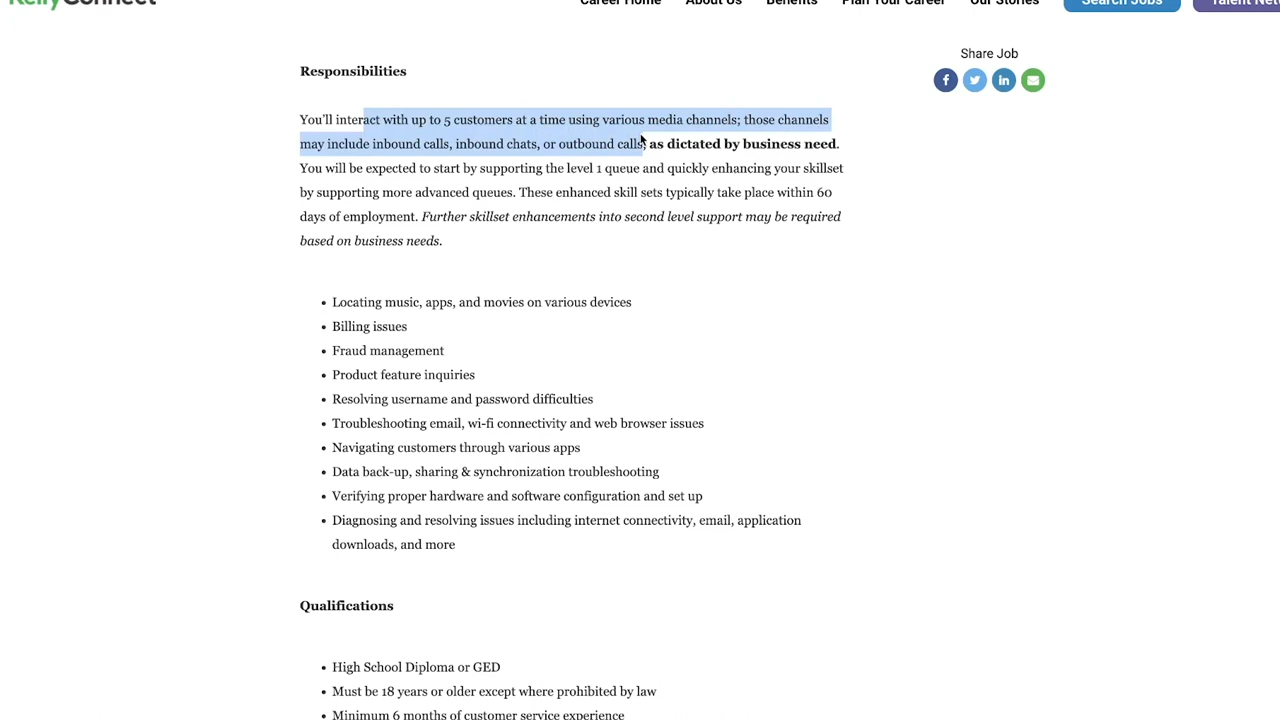 KellyConnect
Career Home About Us Benefits Plan Your Career Our Stories Search Jobs Talent Net
Share Job
Responsibilities
You'll interact with up to 5 customers at a time using various media channels; those channels
may include inbound calls, inbound chats, or outbound calls; as dictated by business need.
You will be expected to start by supporting the level 1 queue and quickly enhancing your skillset
by supporting more advanced queues. These enhanced skill sets typically take place within 60
days of employment. Further skillset enhancements into second level support may be required
based on business needs.
• Locating music, apps, and movies on various devices
• Billing issues
• Fraud management
• Product feature inquiries
• Resolving username and password difficulties
• Troubleshooting email, wi-fi connectivity and web browser issues
• Navigating customers through various apps
• Data back-up, sharing & synchronization troubleshooting
• Verifying proper hardware and software configuration and set up
• Diagnosing and resolving issues including internet connectivity, email, application
downloads, and more
Qualifications
• High School Diploma or GED
• Must be 18 years or older except where prohibited by law
• Minimum 6 months of customer service experience